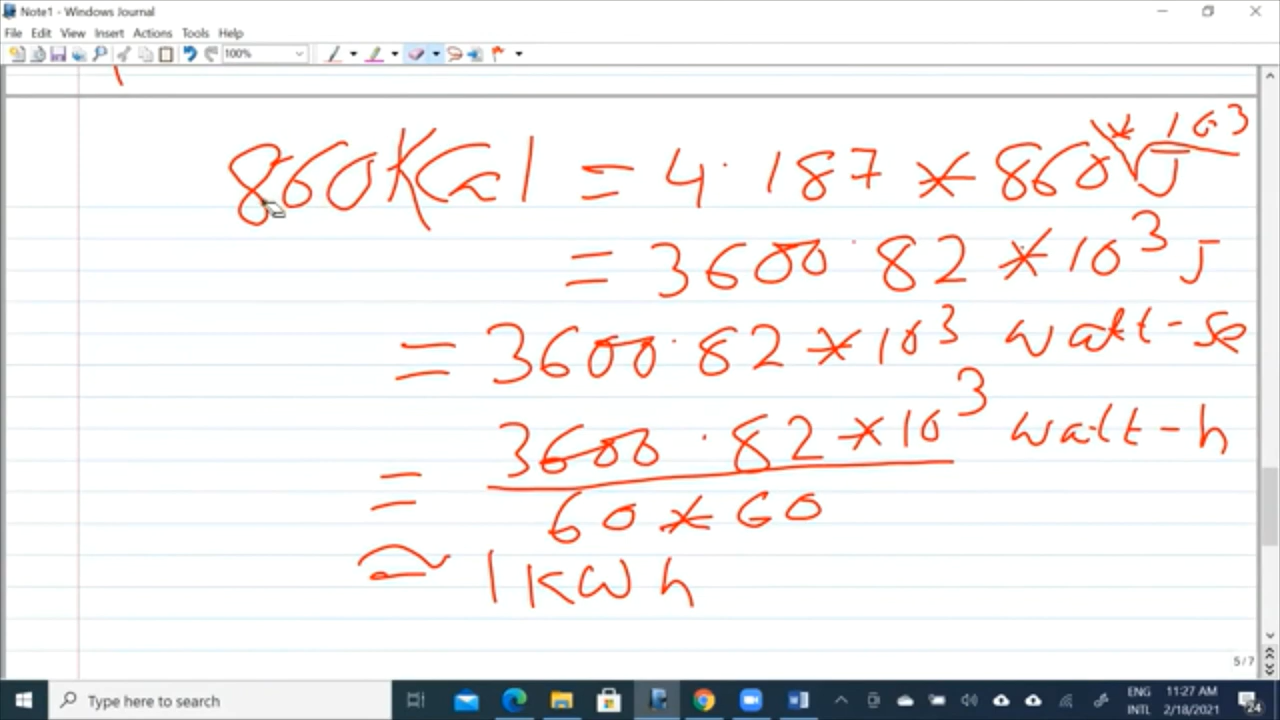 Note1 - Windows Journal
File Edit View Insert Actions Tools Help
100%
860 KCal = 4.187 * 860 * 10^3 J
= 3600.82 * 10^3 J
= 3600.82 * 10^3 watt-se
= 3600.82 * 10^3 watt-h
60 * 60
≅ 1 KWh
5/7
Type here to search
ENG 11:27 AM
INTL 2/18/2021
24